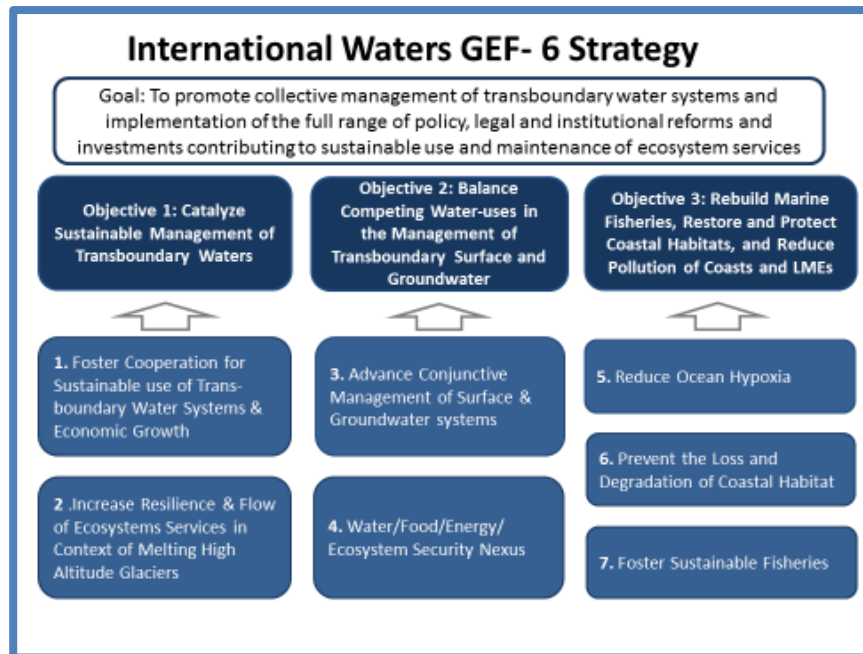 International Waters GEF- 6 Strategy
Goal: To promote collective management of transboundary water systems and
implementation of the full range of policy, legal and institutional reforms and
investments contributing to sustainable use and maintenance of ecosystem services
Objective 1: Catalyze
Sustainable Management of
Transboundary Waters
Objective 2: Balance
Competing Water-uses in
the Management of
Transboundary Surface and
Groundwater
Objective 3: Rebuild Marine
Fisheries, Restore and Protect
Coastal Habitats, and Reduce
Pollution of Coasts and LMEs
1. Foster Cooperation for
Sustainable use of Trans-
boundary Water Systems &
Economic Growth
2 .Increase Resilience & Flow
of Ecosystems Services in
Context of Melting High
Altitude Glaciers
3. Advance Conjunctive
Management of Surface &
Groundwater systems
4. Water/Food/Energy/
Ecosystem Security Nexus
5. Reduce Ocean Hypoxia
6. Prevent the Loss and
Degradation of Coastal Habitat
7. Foster Sustainable Fisheries